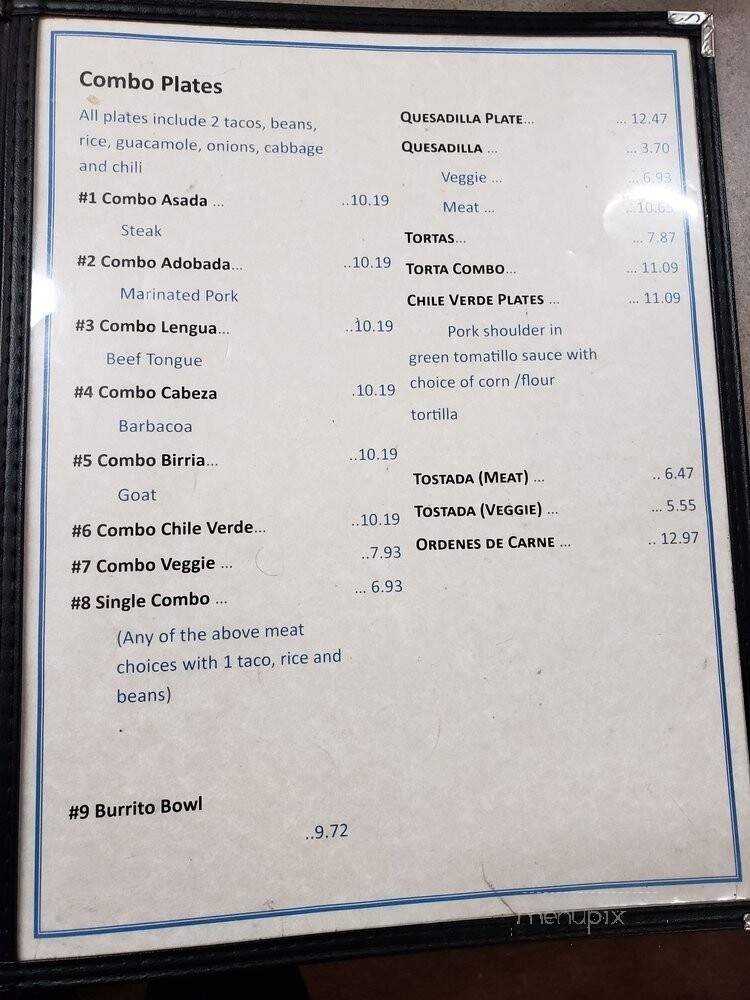 Combo Plates
All plates include 2 tacos, beans,
rice, guacamole, onions, cabbage
and chili
#1 Combo Asada ... ..10.19
Steak
#2 Combo Adobada... ..10.19
Marinated Pork
#3 Combo Lengua... ..10.19
Beef Tongue
#4 Combo Cabeza .10.19
Barbacoa
#5 Combo Birria... ..10.19
Goat
#6 Combo Chile Verde... ..10.19
#7 Combo Veggie ... ..7.93
#8 Single Combo ... ... 6.93
(Any of the above meat
choices with 1 taco, rice and
beans)
#9 Burrito Bowl
..9.72
QUESADILLA PLATE... ... 12.47
QUESADILLA ... ... 3.70
Veggie ... ... 6.93
Meat ... ...10.65
TORTAS... ... 7.87
TORTA COMBO... ... 11.09
CHILE VERDE PLATES ... ... 11.09
Pork shoulder in
green tomatillo sauce with
choice of corn /flour
tortilla
TOSTADA (MEAT) ... .. 6.47
TOSTADA (VEGGIE) ... ... 5.55
ORDENES DE CARNE ... .. 12.97
menupix